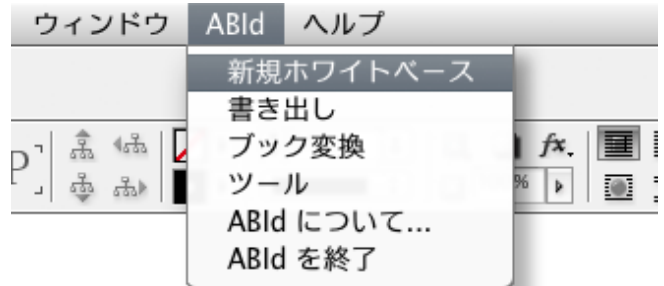 ウィンドウ ABId ヘルプ
新規ホワイトベース
書き出し
ブック変換
ツール
ABId について...
ABId を終了
P
fx.
%